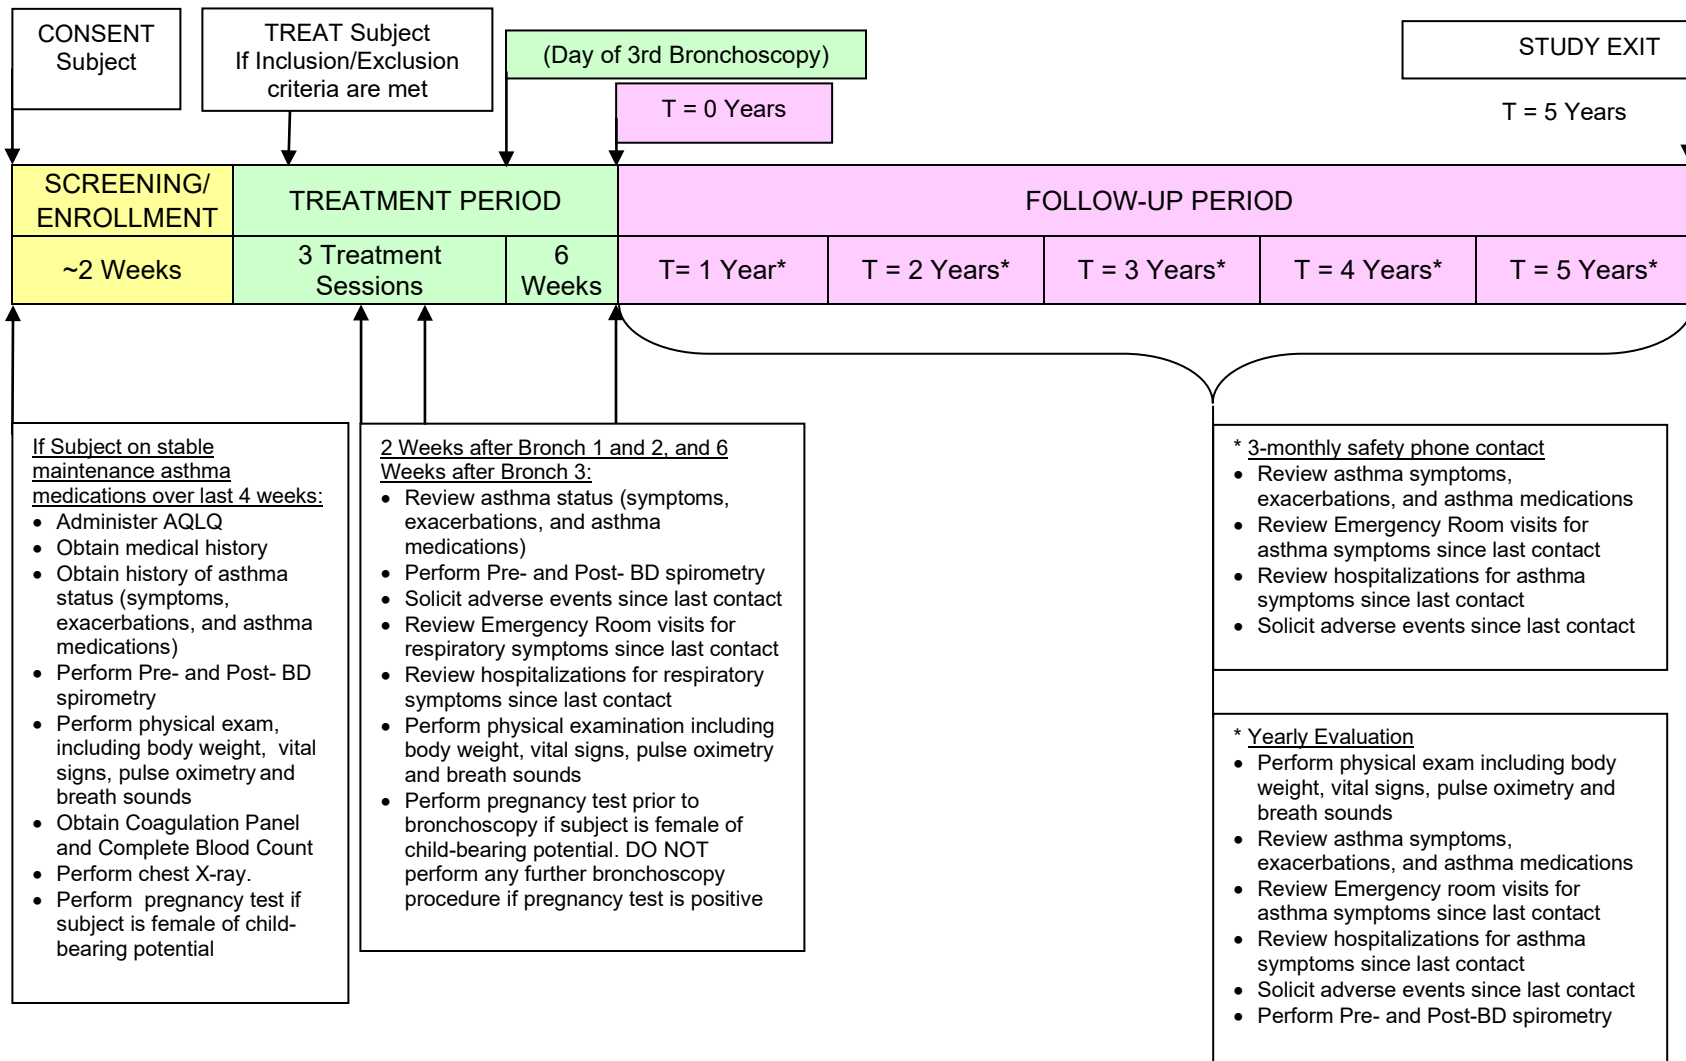 CONSENT
Subject
TREAT Subject
If Inclusion/Exclusion
criteria are met
(Day of 3rd Bronchoscopy)
T = 0 Years
STUDY EXIT
T = 5 Years
SCREENING/
ENROLLMENT
TREATMENT PERIOD
FOLLOW-UP PERIOD
~2 Weeks
3 Treatment
Sessions
6
Weeks
T= 1 Year*
T = 2 Years*
T = 3 Years*
T = 4 Years*
T = 5 Years*
If Subject on stable
maintenance asthma
medications over last 4 weeks:
• Administer AQLQ
• Obtain medical history
• Obtain history of asthma
status (symptoms,
exacerbations, and asthma
medications)
• Perform Pre- and Post- BD
spirometry
• Perform physical exam,
including body weight, vital
signs, pulse oximetry and
breath sounds
• Obtain Coagulation Panel
and Complete Blood Count
• Perform chest X-ray.
• Perform pregnancy test if
subject is female of child-
bearing potential
2 Weeks after Bronch 1 and 2, and 6
Weeks after Bronch 3:
• Review asthma status (symptoms,
exacerbations, and asthma
medications)
• Perform Pre- and Post- BD spirometry
• Solicit adverse events since last contact
• Review Emergency Room visits for
respiratory symptoms since last contact
• Review hospitalizations for respiratory
symptoms since last contact
• Perform physical examination including
body weight, vital signs, pulse oximetry
and breath sounds
• Perform pregnancy test prior to
bronchoscopy if subject is female of
child-bearing potential. DO NOT
perform any further bronchoscopy
procedure if pregnancy test is positive
* 3-monthly safety phone contact
• Review asthma symptoms,
exacerbations, and asthma medications
• Review Emergency Room visits for
asthma symptoms since last contact
• Review hospitalizations for asthma
symptoms since last contact
• Solicit adverse events since last contact
* Yearly Evaluation
• Perform physical exam including body
weight, vital signs, pulse oximetry and
breath sounds
• Review asthma symptoms,
exacerbations, and asthma medications
• Review Emergency room visits for
asthma symptoms since last contact
• Review hospitalizations for asthma
symptoms since last contact
• Solicit adverse events since last contact
• Perform Pre- and Post-BD spirometry